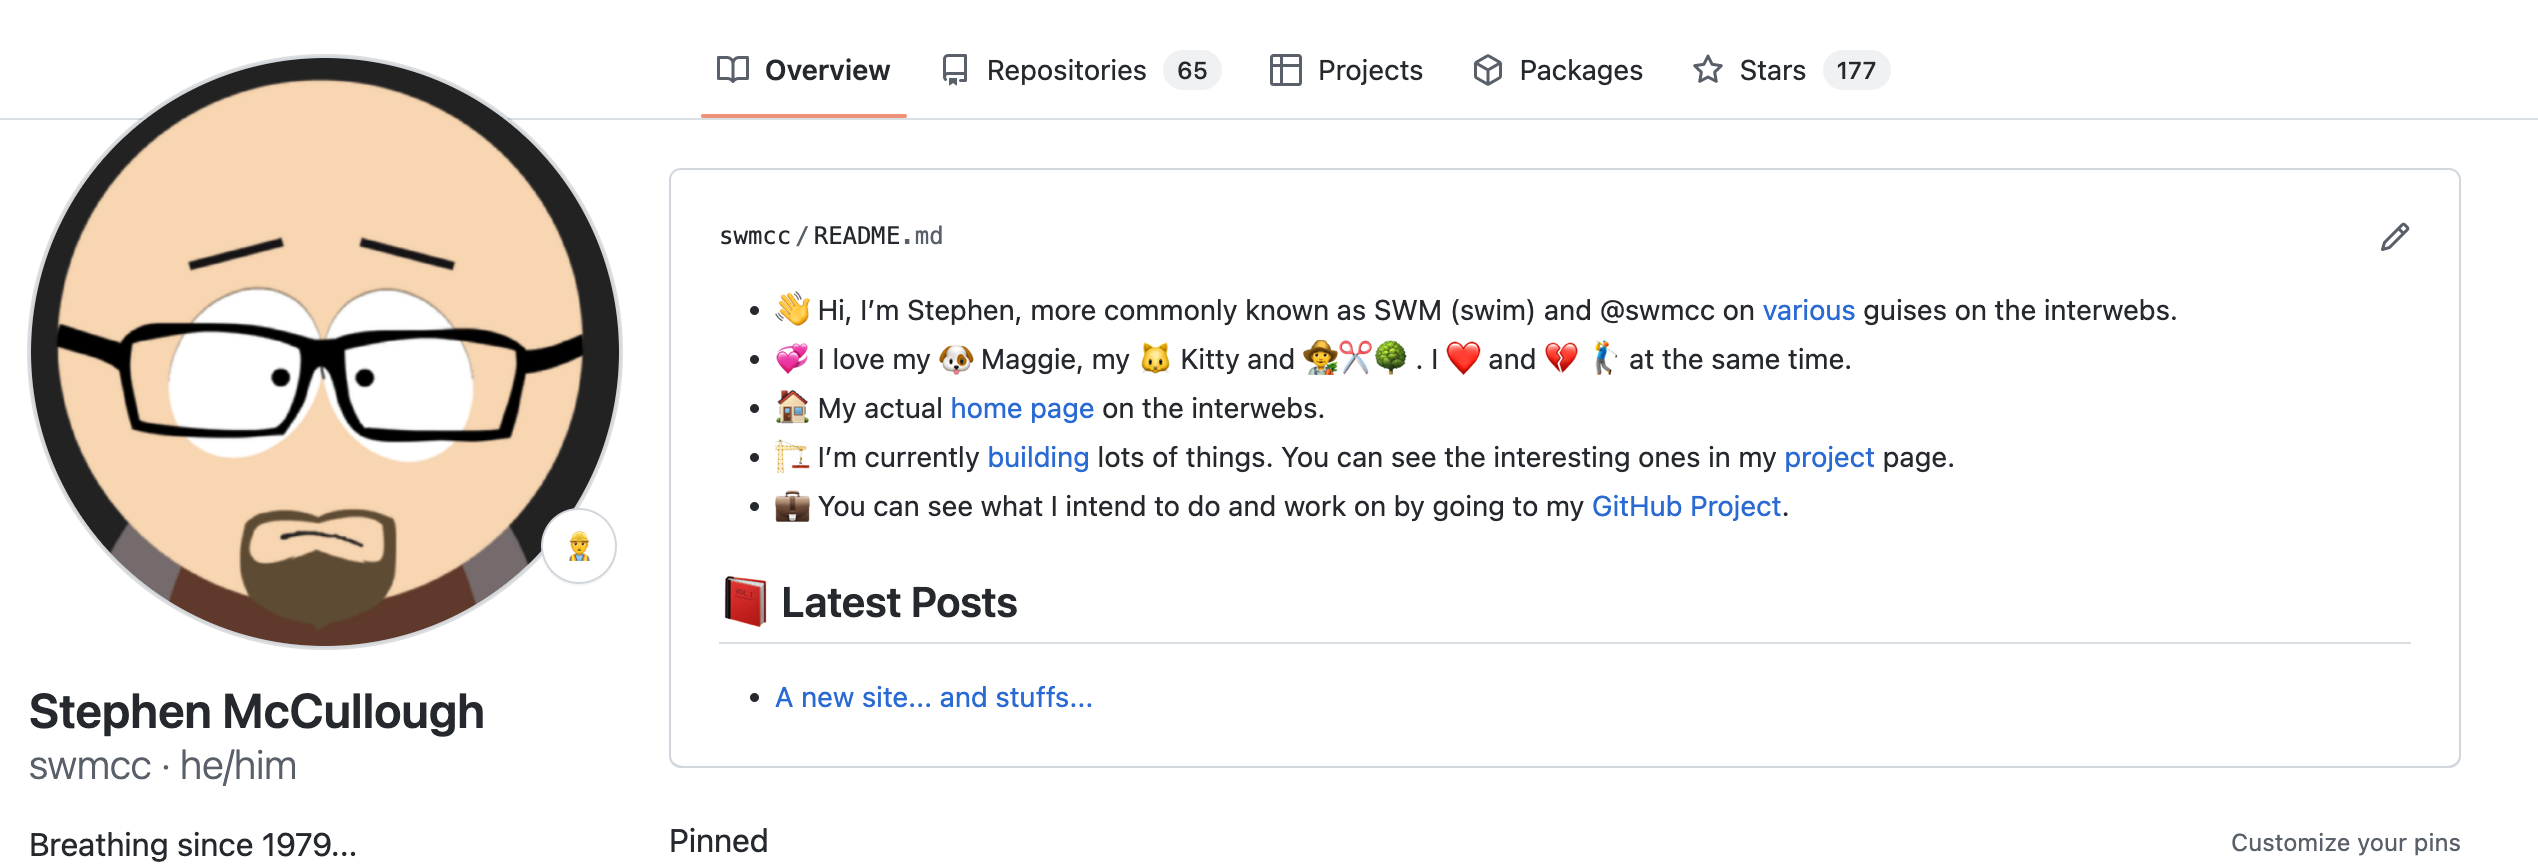 Overview Repositories 65 Projects Packages Stars 177
swmcc/README.md
• 👋 Hi, I’m Stephen, more commonly known as SWM (swim) and @swmcc on various guises on the interwebs.
• 💞 I love my 🐶 Maggie, my 🐱 Kitty and 🧑‍🌾✂️🌳 . I ❤️ and 💔 🏌️ at the same time.
• 🏠 My actual home page on the interwebs.
• 🏗️ I’m currently building lots of things. You can see the interesting ones in my project page.
• 💼 You can see what I intend to do and work on by going to my GitHub Project.
📕 Latest Posts
• A new site... and stuffs...
Stephen McCullough
swmcc · he/him
Breathing since 1979...
Pinned
Customize your pins